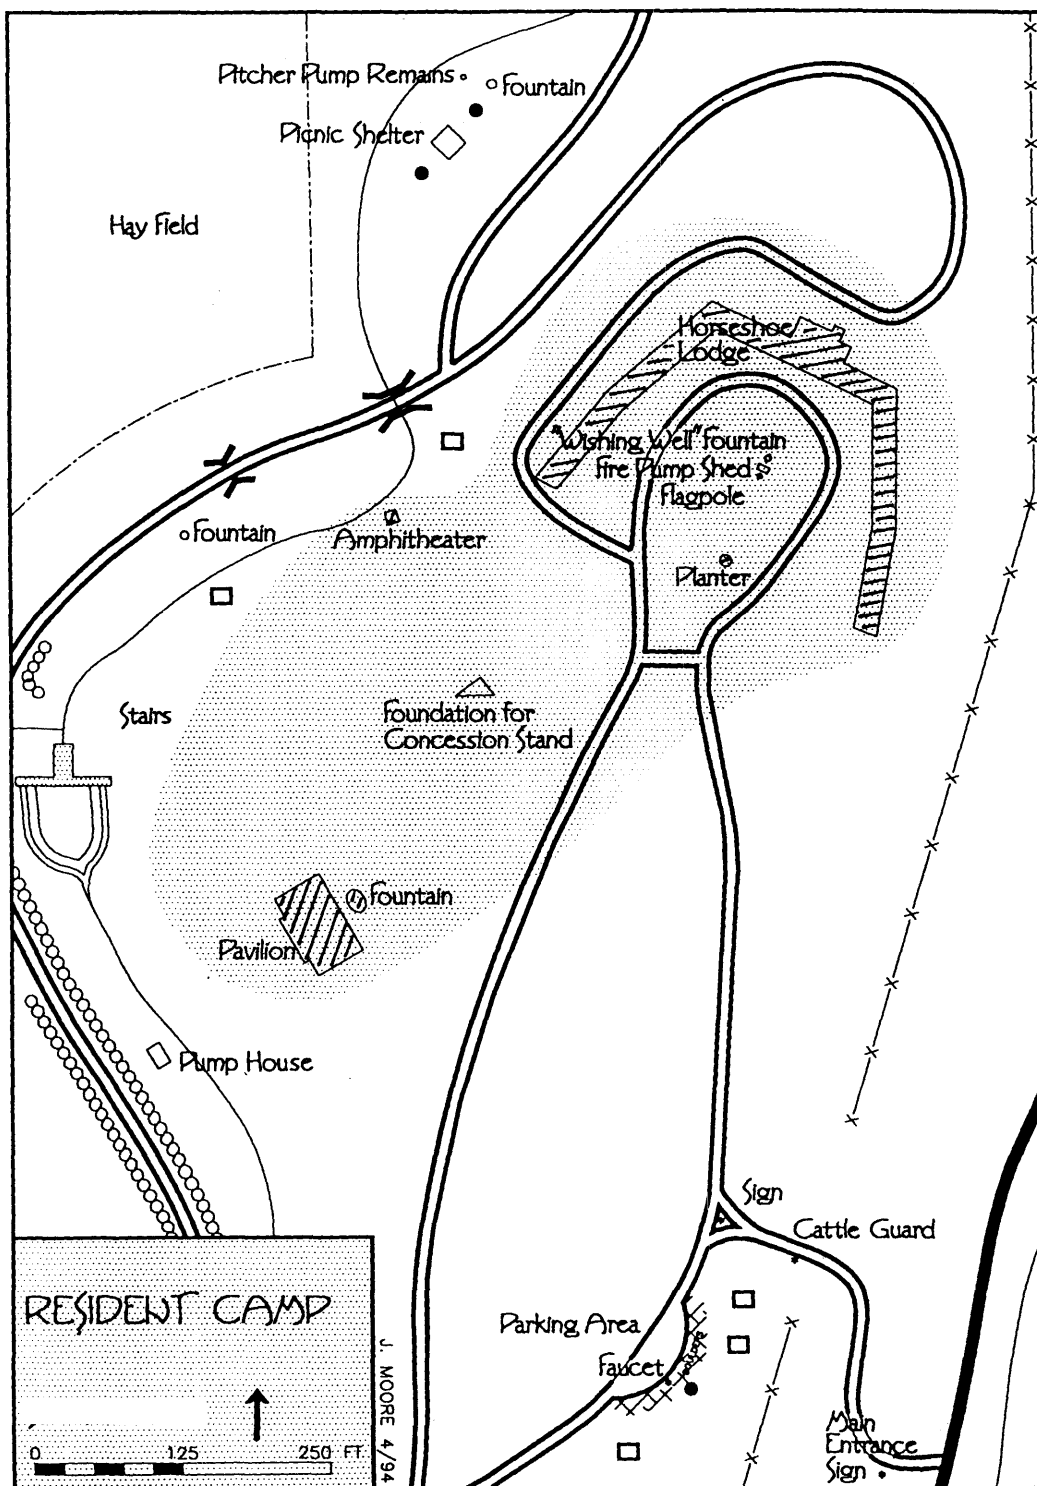 Pitcher Pump Remains
Fountain
Picnic Shelter
Hay Field
Horseshoe
Lodge
"Wishing Well" Fountain
Fire Pump Shed
Flagpole
Fountain
Amphitheater
Planter
Stairs
Foundation for
Concession Stand
Fountain
Pavilion
Pump House
Sign
Cattle Guard
Parking Area
Faucet
Main
Entrance
Sign
RESIDENT CAMP
0 125 250 FT.
J. MOORE 4/94